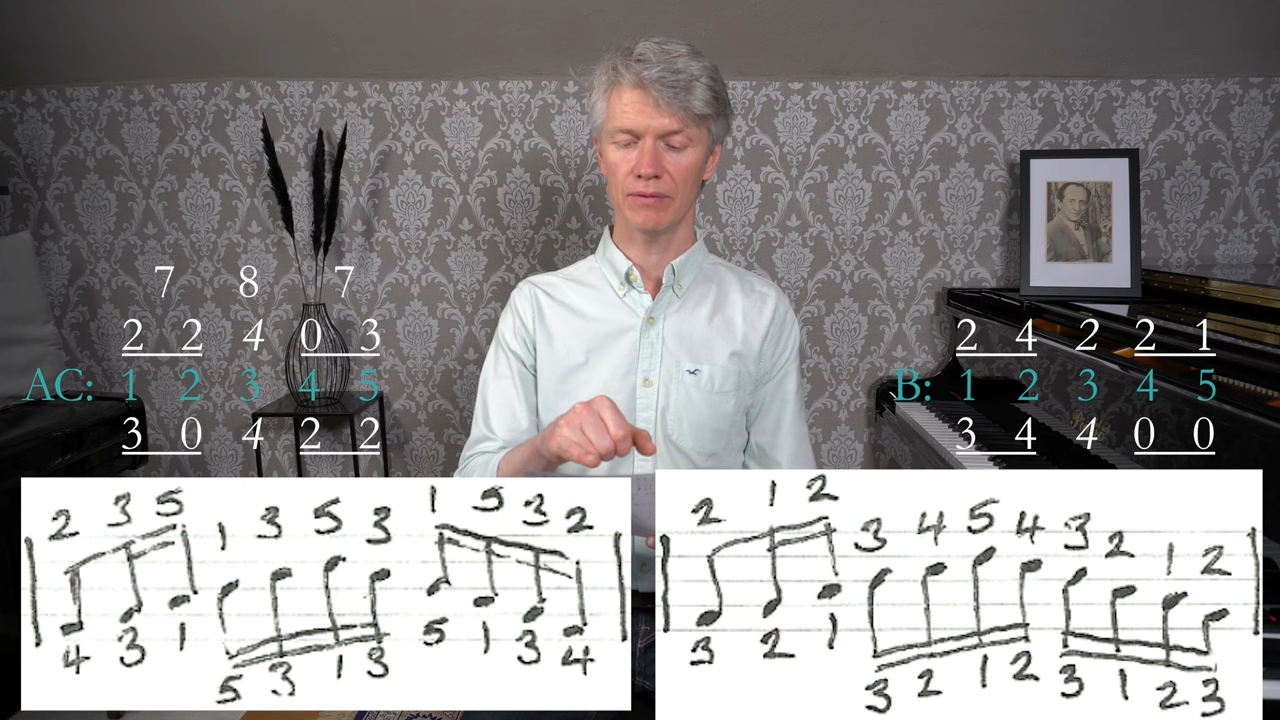 7 8 7
2 2 4 0 3
AC: 1 2 3 4 5
3 0 4 2 2
2 3 5 1 3 5 3 1 5 3 2
4 3 1 5 3 1 3 5 1 3 4
2 4 2 2 1
B: 1 2 3 4 5
3 4 4 0 0
2 1 2 3 4 5 4 3 2 1 2
3 2 1 3 2 1 2 3 1 2 3